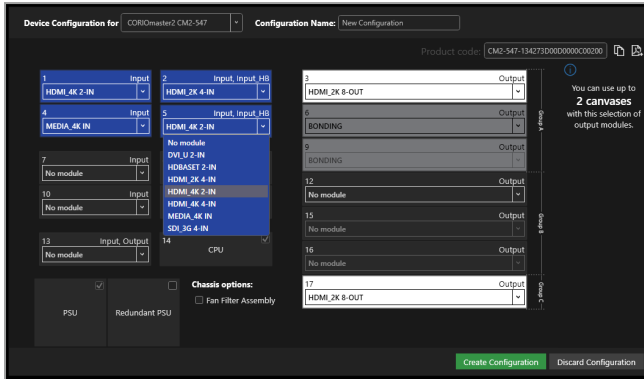 Device Configuration for CORIOmaster2 CM2-547 Configuration Name: New Configuration
Product code: CM2-547-134273D00D0000C00200
1 Input
HDMI_4K 2-IN
2 Input, Input_HB
HDMI_2K 4-IN
3 Output
HDMI_2K 8-OUT
You can use up to
2 canvases
with this selection of
output modules.
4 Input
MEDIA_4K IN
5 Input, Input_HB
HDMI_4K 2-IN
6 Output
BONDING
Group A
No module
DVI_U 2-IN
HDBASET 2-IN
HDMI_2K 4-IN
HDMI_4K 2-IN
HDMI_4K 4-IN
MEDIA_4K IN
SDI_3G 4-IN
9 Output
BONDING
7 Input
No module
10 Input
No module
12 Output
No module
15 Output
No module
Group B
13 Input, Output
No module
14
CPU
16 Output
No module
PSU
Redundant PSU
Chassis options:
Fan Filter Assembly
17 Output
HDMI_2K 8-OUT
Group C
Create Configuration Discard Configuration